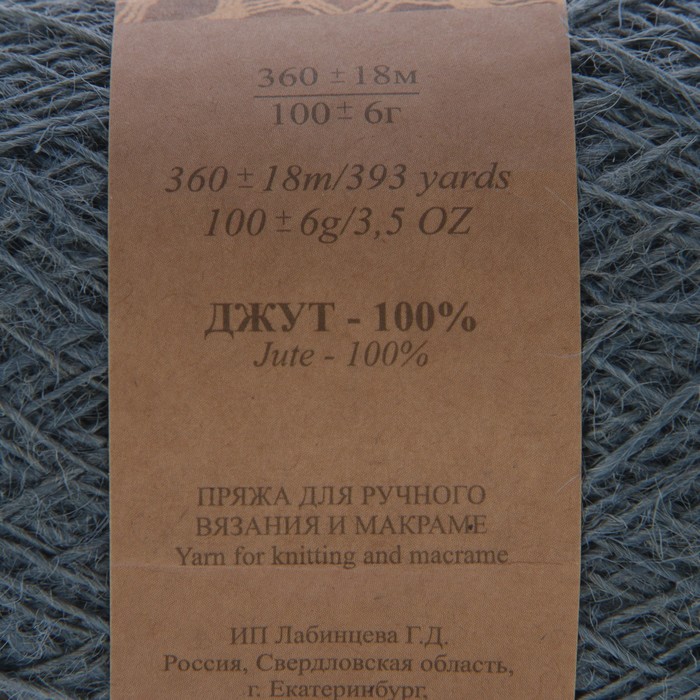 360 ± 18м
100 ± 6г
360 ± 18m/393 yards
100 ± 6g/3,5 OZ
ДЖУТ - 100%
Jute - 100%
ПРЯЖА ДЛЯ РУЧНОГО
ВЯЗАНИЯ И МАКРАМЕ
Yarn for knitting and macrame
ИП Лабинцева Г.Д.
Россия, Свердловская область,
г. Екатеринбург,